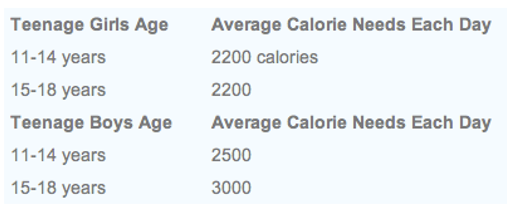 Teenage Girls Age Average Calorie Needs Each Day
11-14 years 2200 calories
15-18 years 2200
Teenage Boys Age Average Calorie Needs Each Day
11-14 years 2500
15-18 years 3000